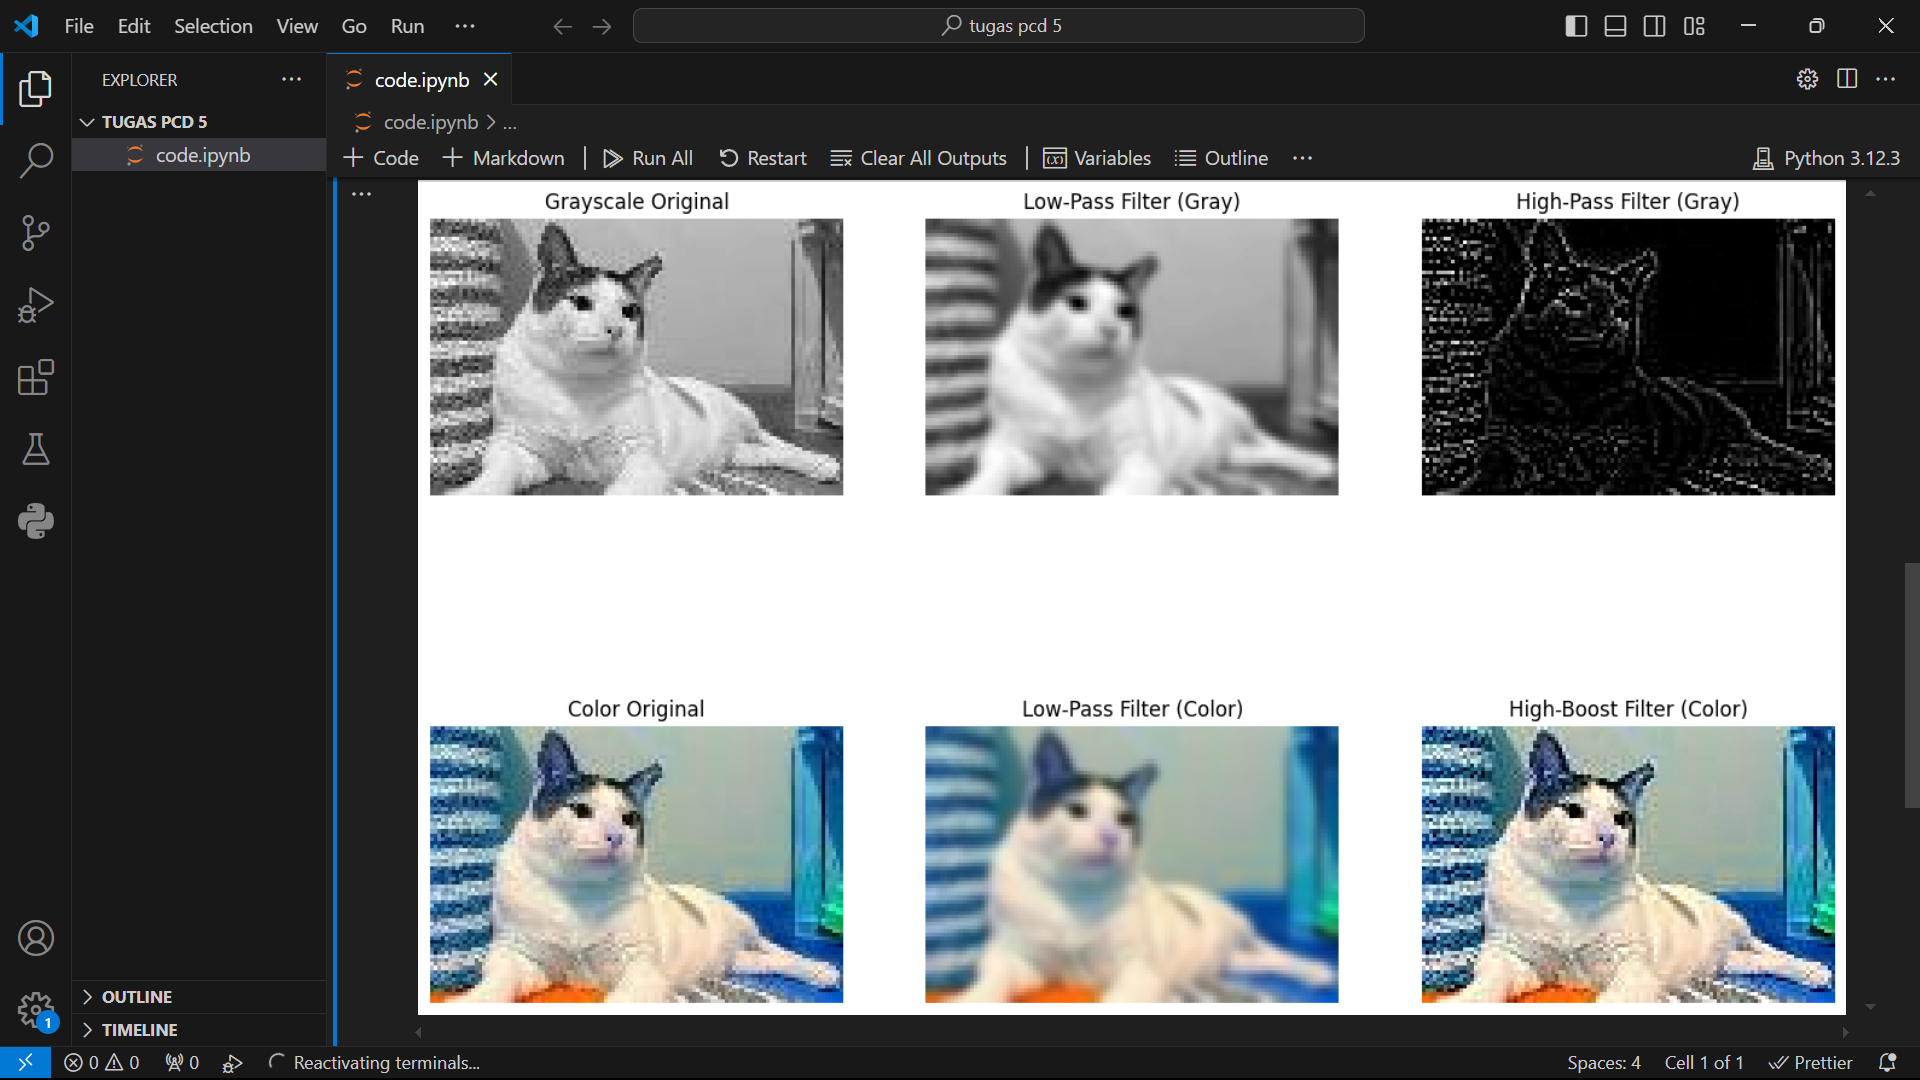 File Edit Selection View Go Run ··· tugas pcd 5
EXPLORER ···
code.ipynb
TUGAS PCD 5
code.ipynb
code.ipynb > ...
+ Code + Markdown | Run All Restart Clear All Outputs | Variables Outline ··· Python 3.12.3
···
Grayscale Original
Low-Pass Filter (Gray)
High-Pass Filter (Gray)
Color Original
Low-Pass Filter (Color)
High-Boost Filter (Color)
OUTLINE
TIMELINE
1
0 0 0 Reactivating terminals... Spaces: 4 Cell 1 of 1 Prettier